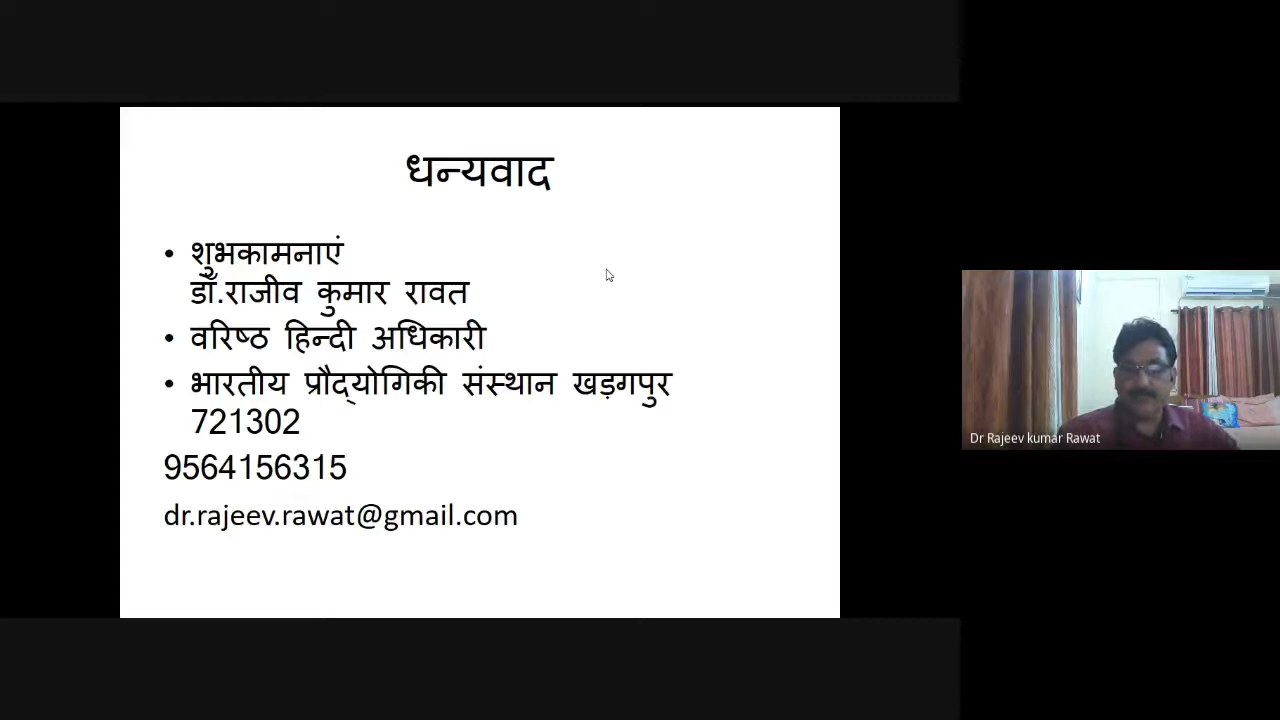 धन्यवाद
• शुभकामनाएं
डॉ.राजीव कुमार रावत
• वरिष्ठ हिन्दी अधिकारी
• भारतीय प्रौद्योगिकी संस्थान खड़गपुर
721302
9564156315
dr.rajeev.rawat@gmail.com
Dr Rajeev kumar Rawat